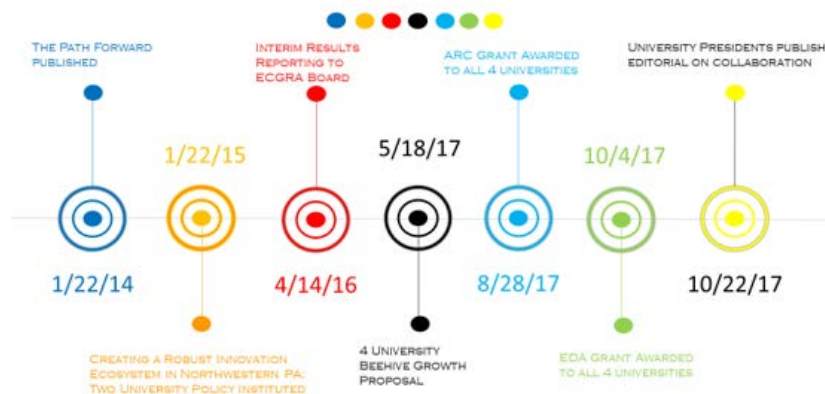 The Path Forward
published
Interim Results
Reporting to
ECGRA Board
ARC Grant Awarded
to all 4 universities
University Presidents publish
editorial on collaboration
1/22/15
5/18/17
10/4/17
1/22/14
4/14/16
8/28/17
10/22/17
Creating a Robust Innovation
Ecosystem in Northwestern PA;
Two University Policy Instituted
4 University
Beehive Growth
Proposal
EDA Grant Awarded
to all 4 universities